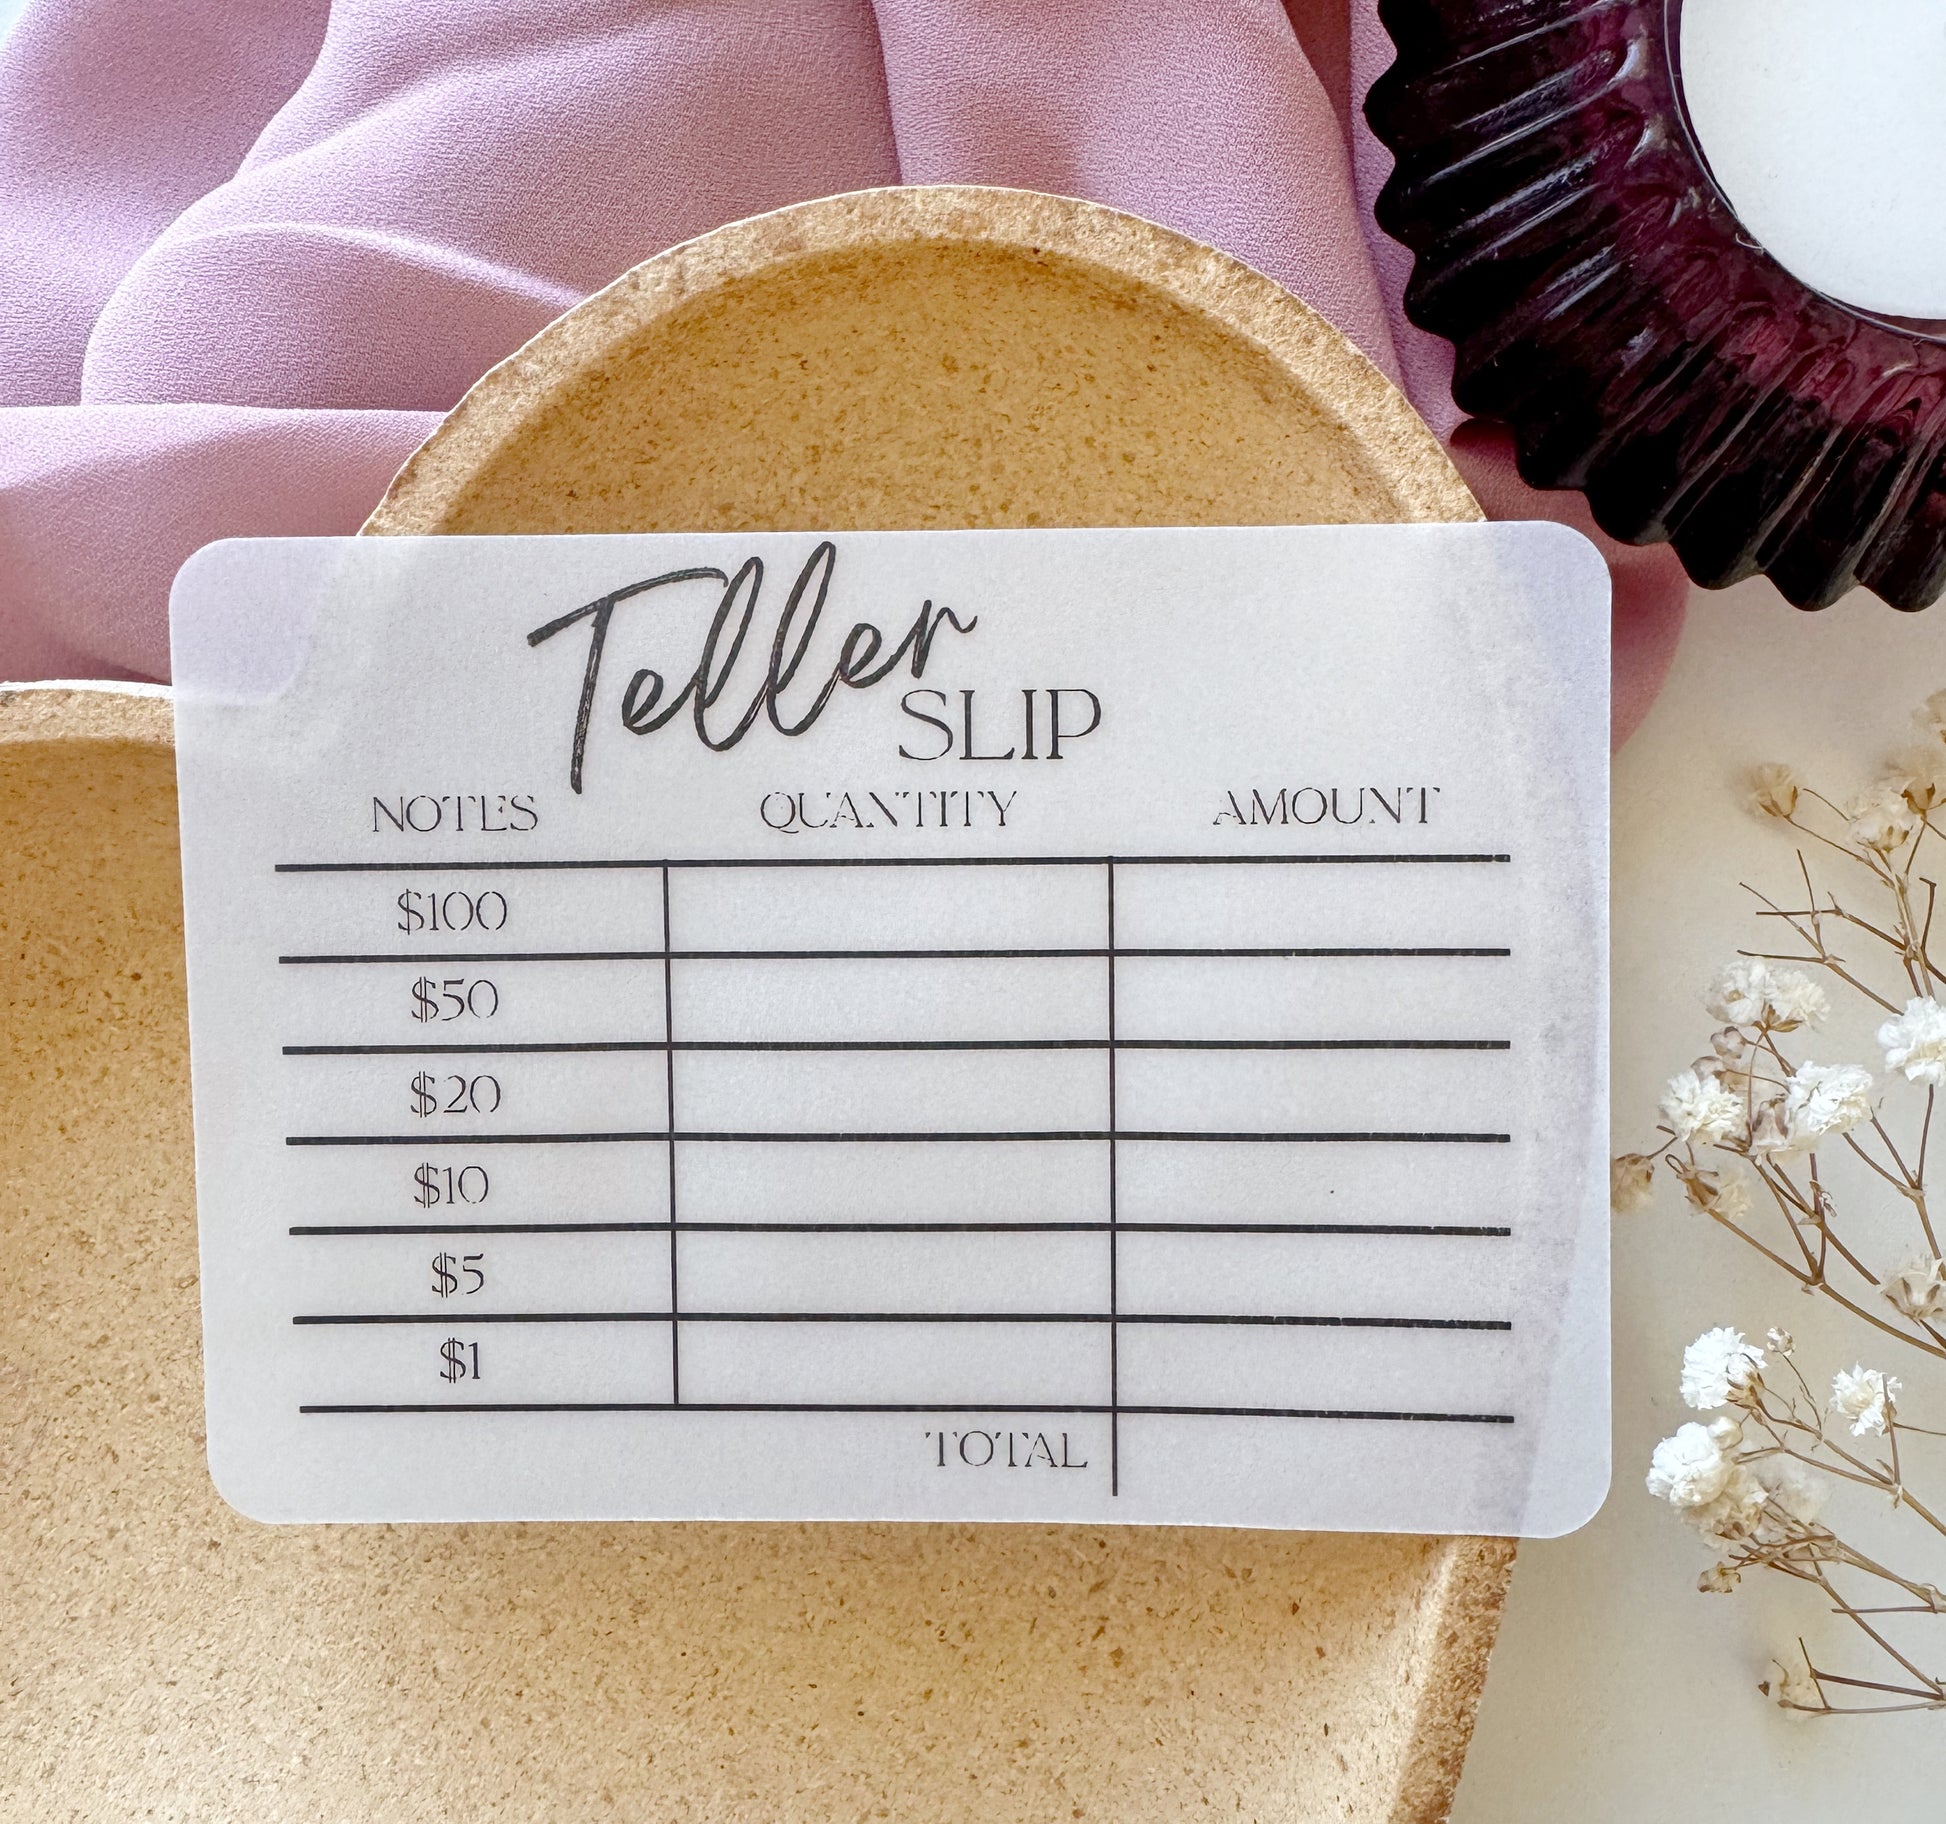 Teller
SLIP
NOTES QUANTITY AMOUNT
$100
$50
$20
$10
$5
$1
TOTAL